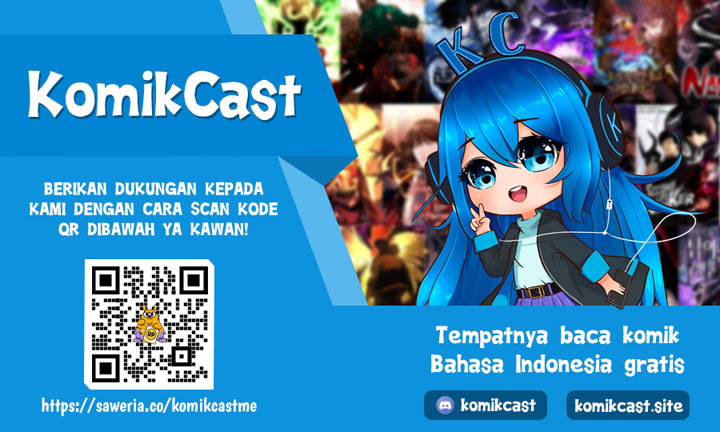 KomikCast
BERIKAN DUKUNGAN KEPADA
KAMI DENGAN CARA SCAN KODE
QR DIBAWAH YA KAWAN!
https://saweria.co/komikcastme
K C
K
Tempatnya baca komik
Bahasa Indonesia gratis
komikcast
komikcast.site